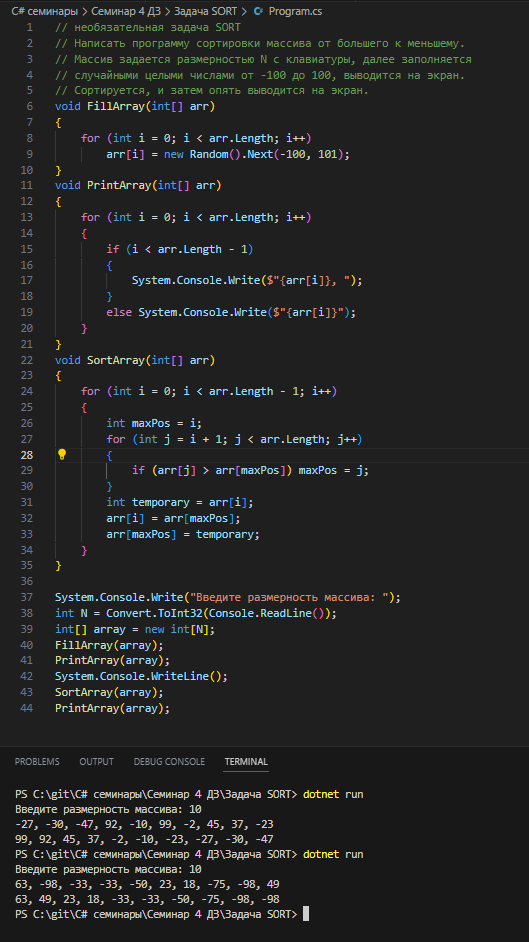 C# семинары > Семинар 4 ДЗ > Задача SORT > Program.cs
1 // необязательная задача SORT
2 // Написать программу сортировки массива от большего к меньшему.
3 // Массив задается размерностью N с клавиатуры, далее заполняется
4 // случайными целыми числами от -100 до 100, выводится на экран.
5 // Сортируется, и затем опять выводится на экран.
6 void FillArray(int[] arr)
7 {
8     for (int i = 0; i < arr.Length; i++)
9         arr[i] = new Random().Next(-100, 101);
10 }
11 void PrintArray(int[] arr)
12 {
13     for (int i = 0; i < arr.Length; i++)
14     {
15         if (i < arr.Length - 1)
16         {
17             System.Console.Write($"{arr[i]}, ");
18         }
19         else System.Console.Write($"{arr[i]}");
20     }
21 }
22 void SortArray(int[] arr)
23 {
24     for (int i = 0; i < arr.Length - 1; i++)
25     {
26         int maxPos = i;
27         for (int j = i + 1; j < arr.Length; j++)
28         {
29             if (arr[j] > arr[maxPos]) maxPos = j;
30         }
31         int temporary = arr[i];
32         arr[i] = arr[maxPos];
33         arr[maxPos] = temporary;
34     }
35 }
36
37 System.Console.Write("Введите размерность массива: ");
38 int N = Convert.ToInt32(Console.ReadLine());
39 int[] array = new int[N];
40 FillArray(array);
41 PrintArray(array);
42 System.Console.WriteLine();
43 SortArray(array);
44 PrintArray(array);
PROBLEMS OUTPUT DEBUG CONSOLE TERMINAL
PS C:\git\C# семинары\Семинар 4 ДЗ\Задача SORT> dotnet run
Введите размерность массива: 10
-27, -30, -47, 92, -10, 99, -2, 45, 37, -23
99, 92, 45, 37, -2, -10, -23, -27, -30, -47
PS C:\git\C# семинары\Семинар 4 ДЗ\Задача SORT> dotnet run
Введите размерность массива: 10
63, -98, -33, -33, -50, 23, 18, -75, -98, 49
63, 49, 23, 18, -33, -33, -50, -75, -98, -98
PS C:\git\C# семинары\Семинар 4 ДЗ\Задача SORT>